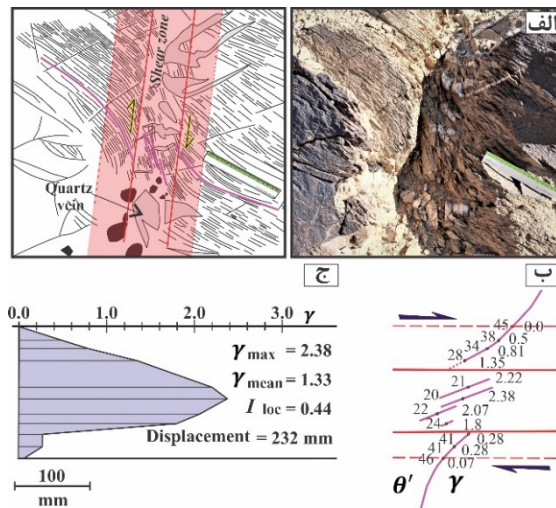 الف
Shear zone
Quartz
vein
ج
ب
0.0
1.0
2.0
3.0
γ
γmax = 2.38
γmean = 1.33
I loc = 0.44
Displacement = 232 mm
100
mm
45
0.0
38
0.5
34
0.81
28
1.35
21
2.22
20
2.38
22
2.07
24
1.8
41
0.28
41
0.28
46
0.07
θ′
γ